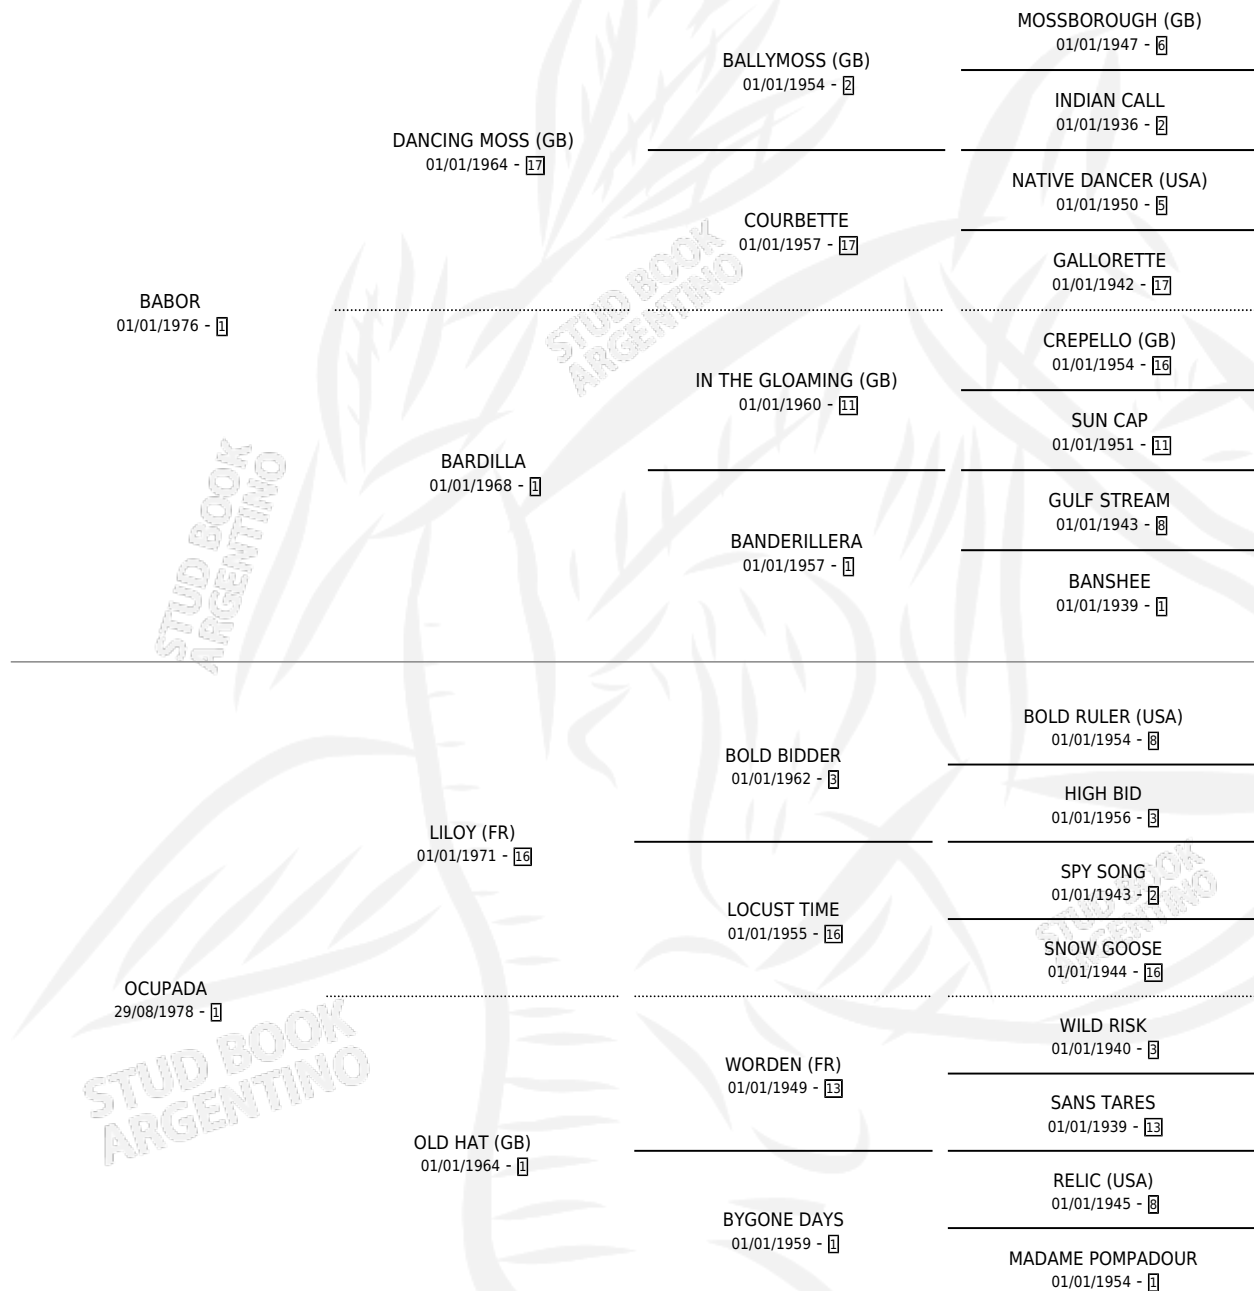 MOSSBOROUGH (GB)
01/01/1947 - 6
BALLYMOSS (GB)
01/01/1954 - 2
INDIAN CALL
01/01/1936 - 2
DANCING MOSS (GB)
01/01/1964 - 17
NATIVE DANCER (USA)
01/01/1950 - 5
COURBETTE
01/01/1957 - 17
GALLORETTE
01/01/1942 - 17
BABOR
01/01/1976 - 1
CREPELLO (GB)
01/01/1954 - 16
IN THE GLOAMING (GB)
01/01/1960 - 11
SUN CAP
01/01/1951 - 11
BARDILLA
01/01/1968 - 1
GULF STREAM
01/01/1943 - 8
BANDERILLERA
01/01/1957 - 1
BANSHEE
01/01/1939 - 1
BOLD RULER (USA)
01/01/1954 - 8
BOLD BIDDER
01/01/1962 - 3
HIGH BID
01/01/1956 - 3
LILOY (FR)
01/01/1971 - 16
SPY SONG
01/01/1943 - 2
LOCUST TIME
01/01/1955 - 16
SNOW GOOSE
01/01/1944 - 16
OCUPADA
29/08/1978 - 1
WILD RISK
01/01/1940 - 3
WORDEN (FR)
01/01/1949 - 13
SANS TARES
01/01/1939 - 13
OLD HAT (GB)
01/01/1964 - 1
RELIC (USA)
01/01/1945 - 8
BYGONE DAYS
01/01/1959 - 1
MADAME POMPADOUR
01/01/1954 - 1
STUD BOOK
ARGENTINO
STUD BOOK
ARGENTINO
STUD BOOK
ARGENTINO
STUD BOOK
ARGENTINO